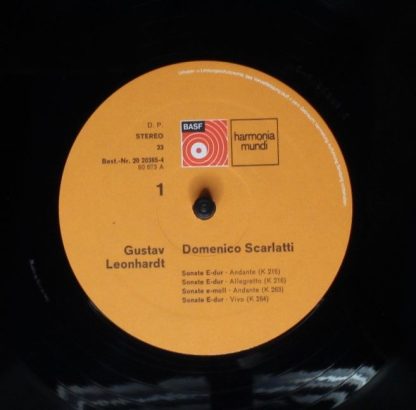 D. P.
STEREO
33
Best.-Nr. 20 20365-4
BASF
harmonia
mundi
1
Gustav
Leonhardt
Domenico Scarlatti
Sonate E-dur · Andante (K 215)
Sonate E-dur · Allegretto (K 216)
Sonate e-moll · Andante (K 263)
Sonate E-dur · Vivo (K 264)